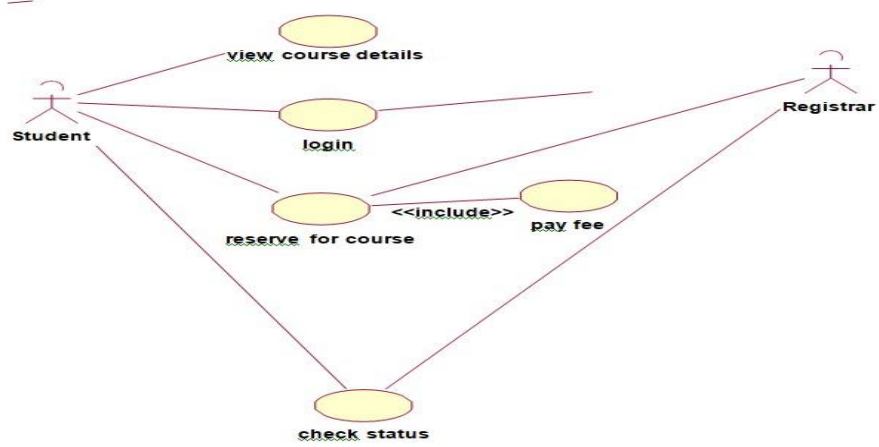 view course details
Student
Registrar
login
<<include>>
pay fee
reserve for course
check status